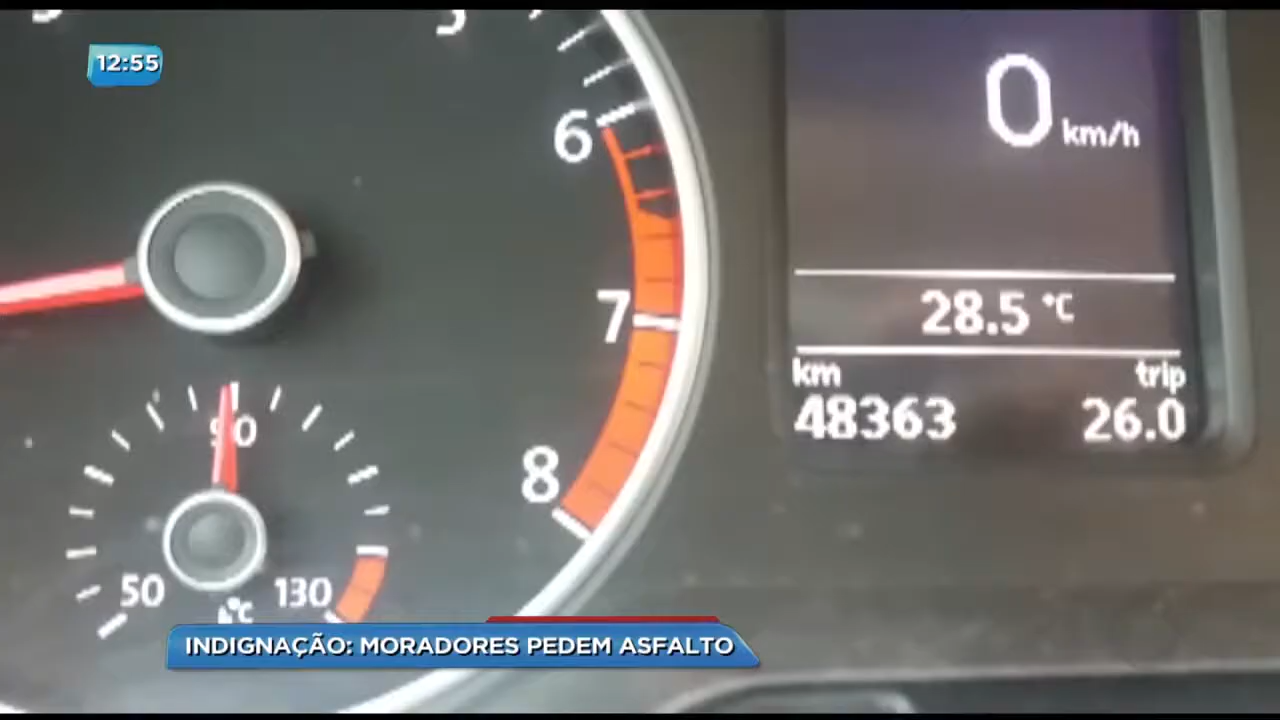 12:55
5
6
7
8
90
50
130
°C
0 km/h
28.5 °C
km trip
48363 26.0
INDIGNAÇÃO: MORADORES PEDEM ASFALTO